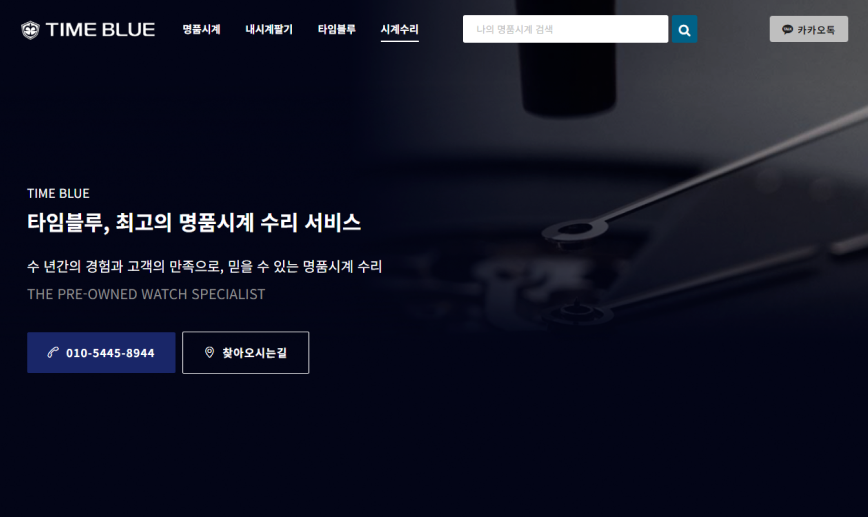 TIME BLUE
명품시계
내시계팔기
타임블루
시계수리
나의 명품시계 검색
카카오톡
TIME BLUE
타임블루, 최고의 명품시계 수리 서비스
수 년간의 경험과 고객의 만족으로, 믿을 수 있는 명품시계 수리
THE PRE-OWNED WATCH SPECIALIST
010-5445-8944
찾아오시는길